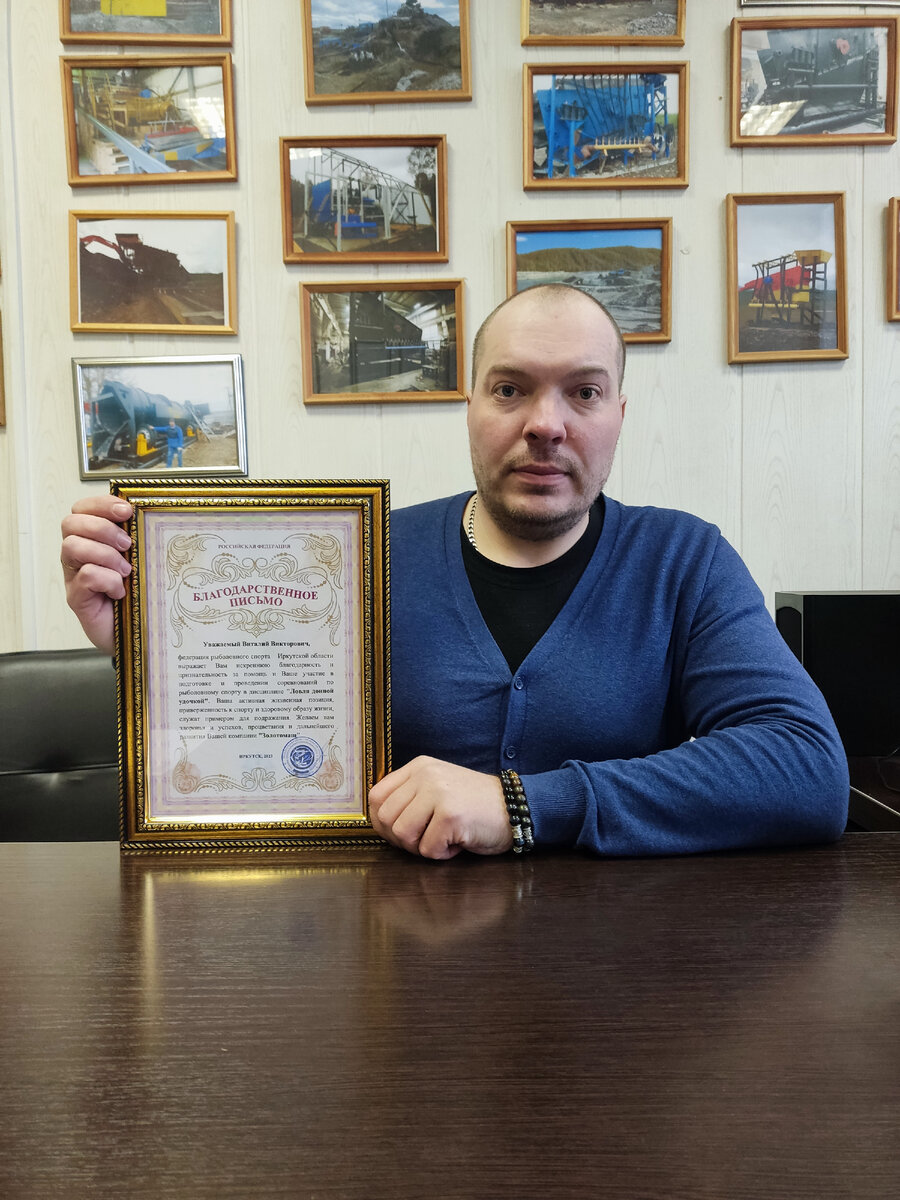 РОССИЙСКАЯ ФЕДЕРАЦИЯ
БЛАГОДАРСТВЕННОЕ
ПИСЬМО
Уважаемый Виталий Викторович,
федерация рыболовного спорта Иркутской области
выражает Вам искреннюю благодарность и
признательность за помощь и Ваше участие в
подготовке и проведении соревнований по
рыболовному спорту в дисциплине "Ловля донной
удочкой". Ваша активная жизненная позиция,
приверженность к спорту и здоровому образу жизни,
служит примером для подражания. Желаем вам
здоровья и успехов, процветания и дальнейшего
развития Вашей компании "Золотомаш"
ИРКУТСК, 2023